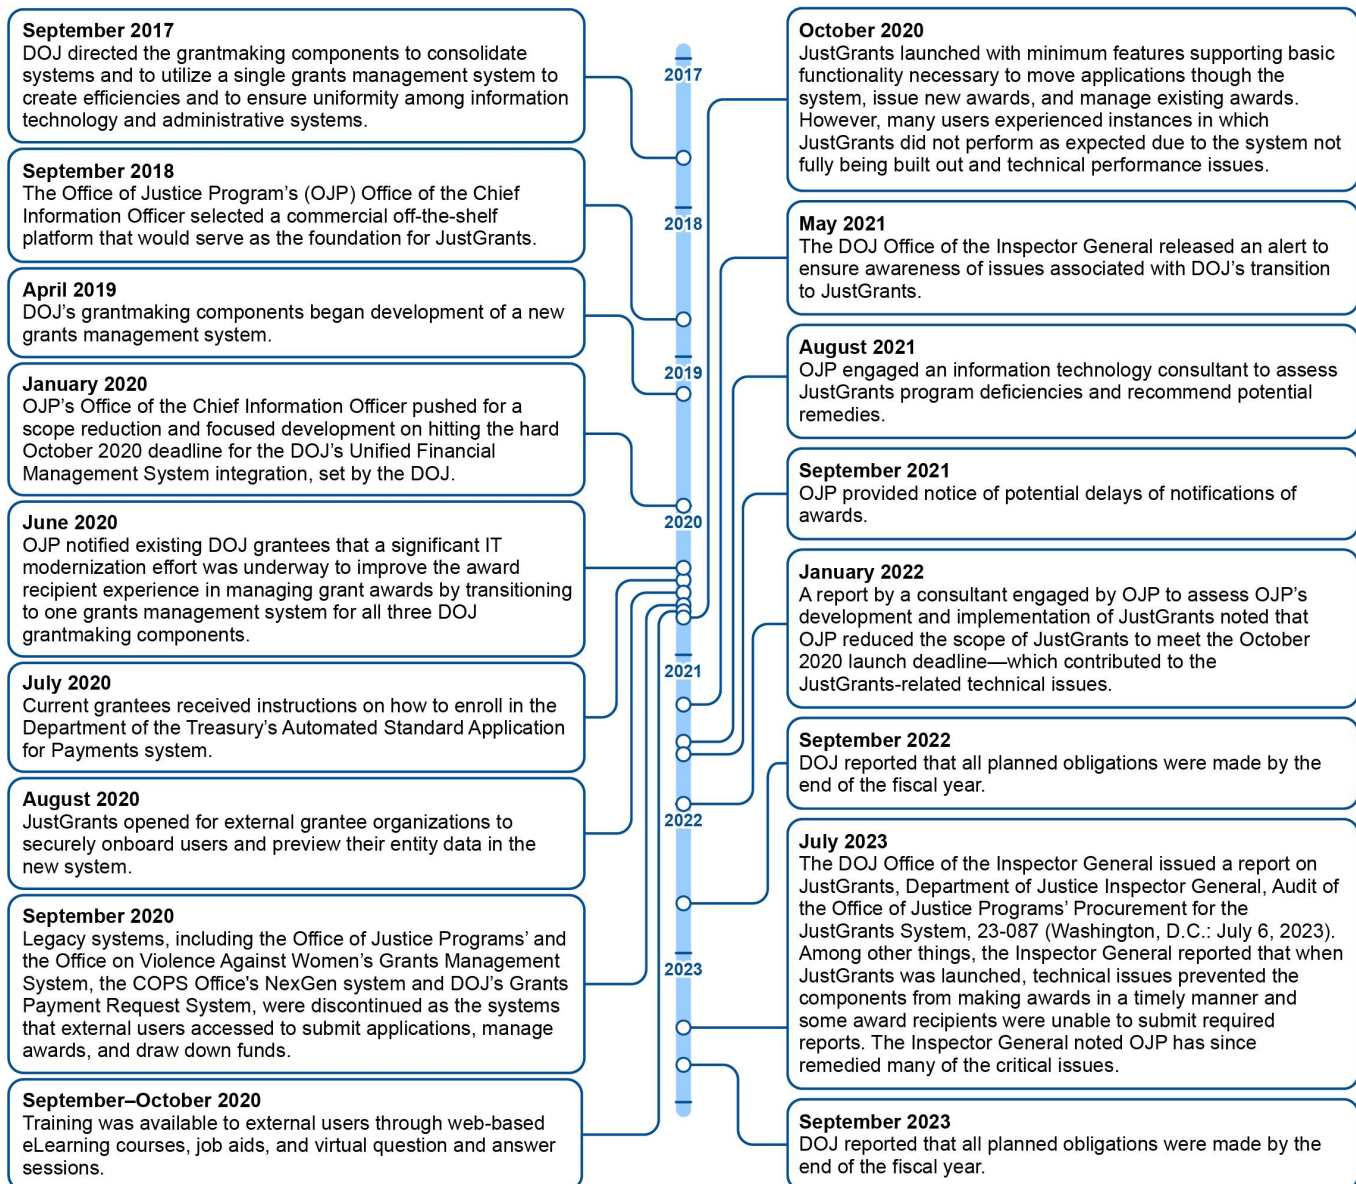 September 2017
DOJ directed the grantmaking components to consolidate
systems and to utilize a single grants management system to
create efficiencies and to ensure uniformity among information
technology and administrative systems.
September 2018
The Office of Justice Program's (OJP) Office of the Chief
Information Officer selected a commercial off-the-shelf
platform that would serve as the foundation for JustGrants.
April 2019
DOJ's grantmaking components began development of a new
grants management system.
January 2020
OJP's Office of the Chief Information Officer pushed for a
scope reduction and focused development on hitting the hard
October 2020 deadline for the DOJ's Unified Financial
Management System integration, set by the DOJ.
June 2020
OJP notified existing DOJ grantees that a significant IT
modernization effort was underway to improve the award
recipient experience in managing grant awards by transitioning
to one grants management system for all three DOJ
grantmaking components.
July 2020
Current grantees received instructions on how to enroll in the
Department of the Treasury's Automated Standard Application
for Payments system.
August 2020
JustGrants opened for external grantee organizations to
securely onboard users and preview their entity data in the
new system.
September 2020
Legacy systems, including the Office of Justice Programs' and
the Office on Violence Against Women's Grants Management
System, the COPS Office's NexGen system and DOJ's Grants
Payment Request System, were discontinued as the systems
that external users accessed to submit applications, manage
awards, and draw down funds.
September–October 2020
Training was available to external users through web-based
eLearning courses, job aids, and virtual question and answer
sessions.
2017
2018
2019
2020
2021
2022
2023
October 2020
JustGrants launched with minimum features supporting basic
functionality necessary to move applications though the
system, issue new awards, and manage existing awards.
However, many users experienced instances in which
JustGrants did not perform as expected due to the system not
fully being built out and technical performance issues.
May 2021
The DOJ Office of the Inspector General released an alert to
ensure awareness of issues associated with DOJ's transition
to JustGrants.
August 2021
OJP engaged an information technology consultant to assess
JustGrants program deficiencies and recommend potential
remedies.
September 2021
OJP provided notice of potential delays of notifications of
awards.
January 2022
A report by a consultant engaged by OJP to assess OJP's
development and implementation of JustGrants noted that
OJP reduced the scope of JustGrants to meet the October
2020 launch deadline—which contributed to the
JustGrants-related technical issues.
September 2022
DOJ reported that all planned obligations were made by the
end of the fiscal year.
July 2023
The DOJ Office of the Inspector General issued a report on
JustGrants, Department of Justice Inspector General, Audit of
the Office of Justice Programs' Procurement for the
JustGrants System, 23-087 (Washington, D.C.: July 6, 2023).
Among other things, the Inspector General reported that when
JustGrants was launched, technical issues prevented the
components from making awards in a timely manner and
some award recipients were unable to submit required
reports. The Inspector General noted OJP has since
remedied many of the critical issues.
September 2023
DOJ reported that all planned obligations were made by the
end of the fiscal year.